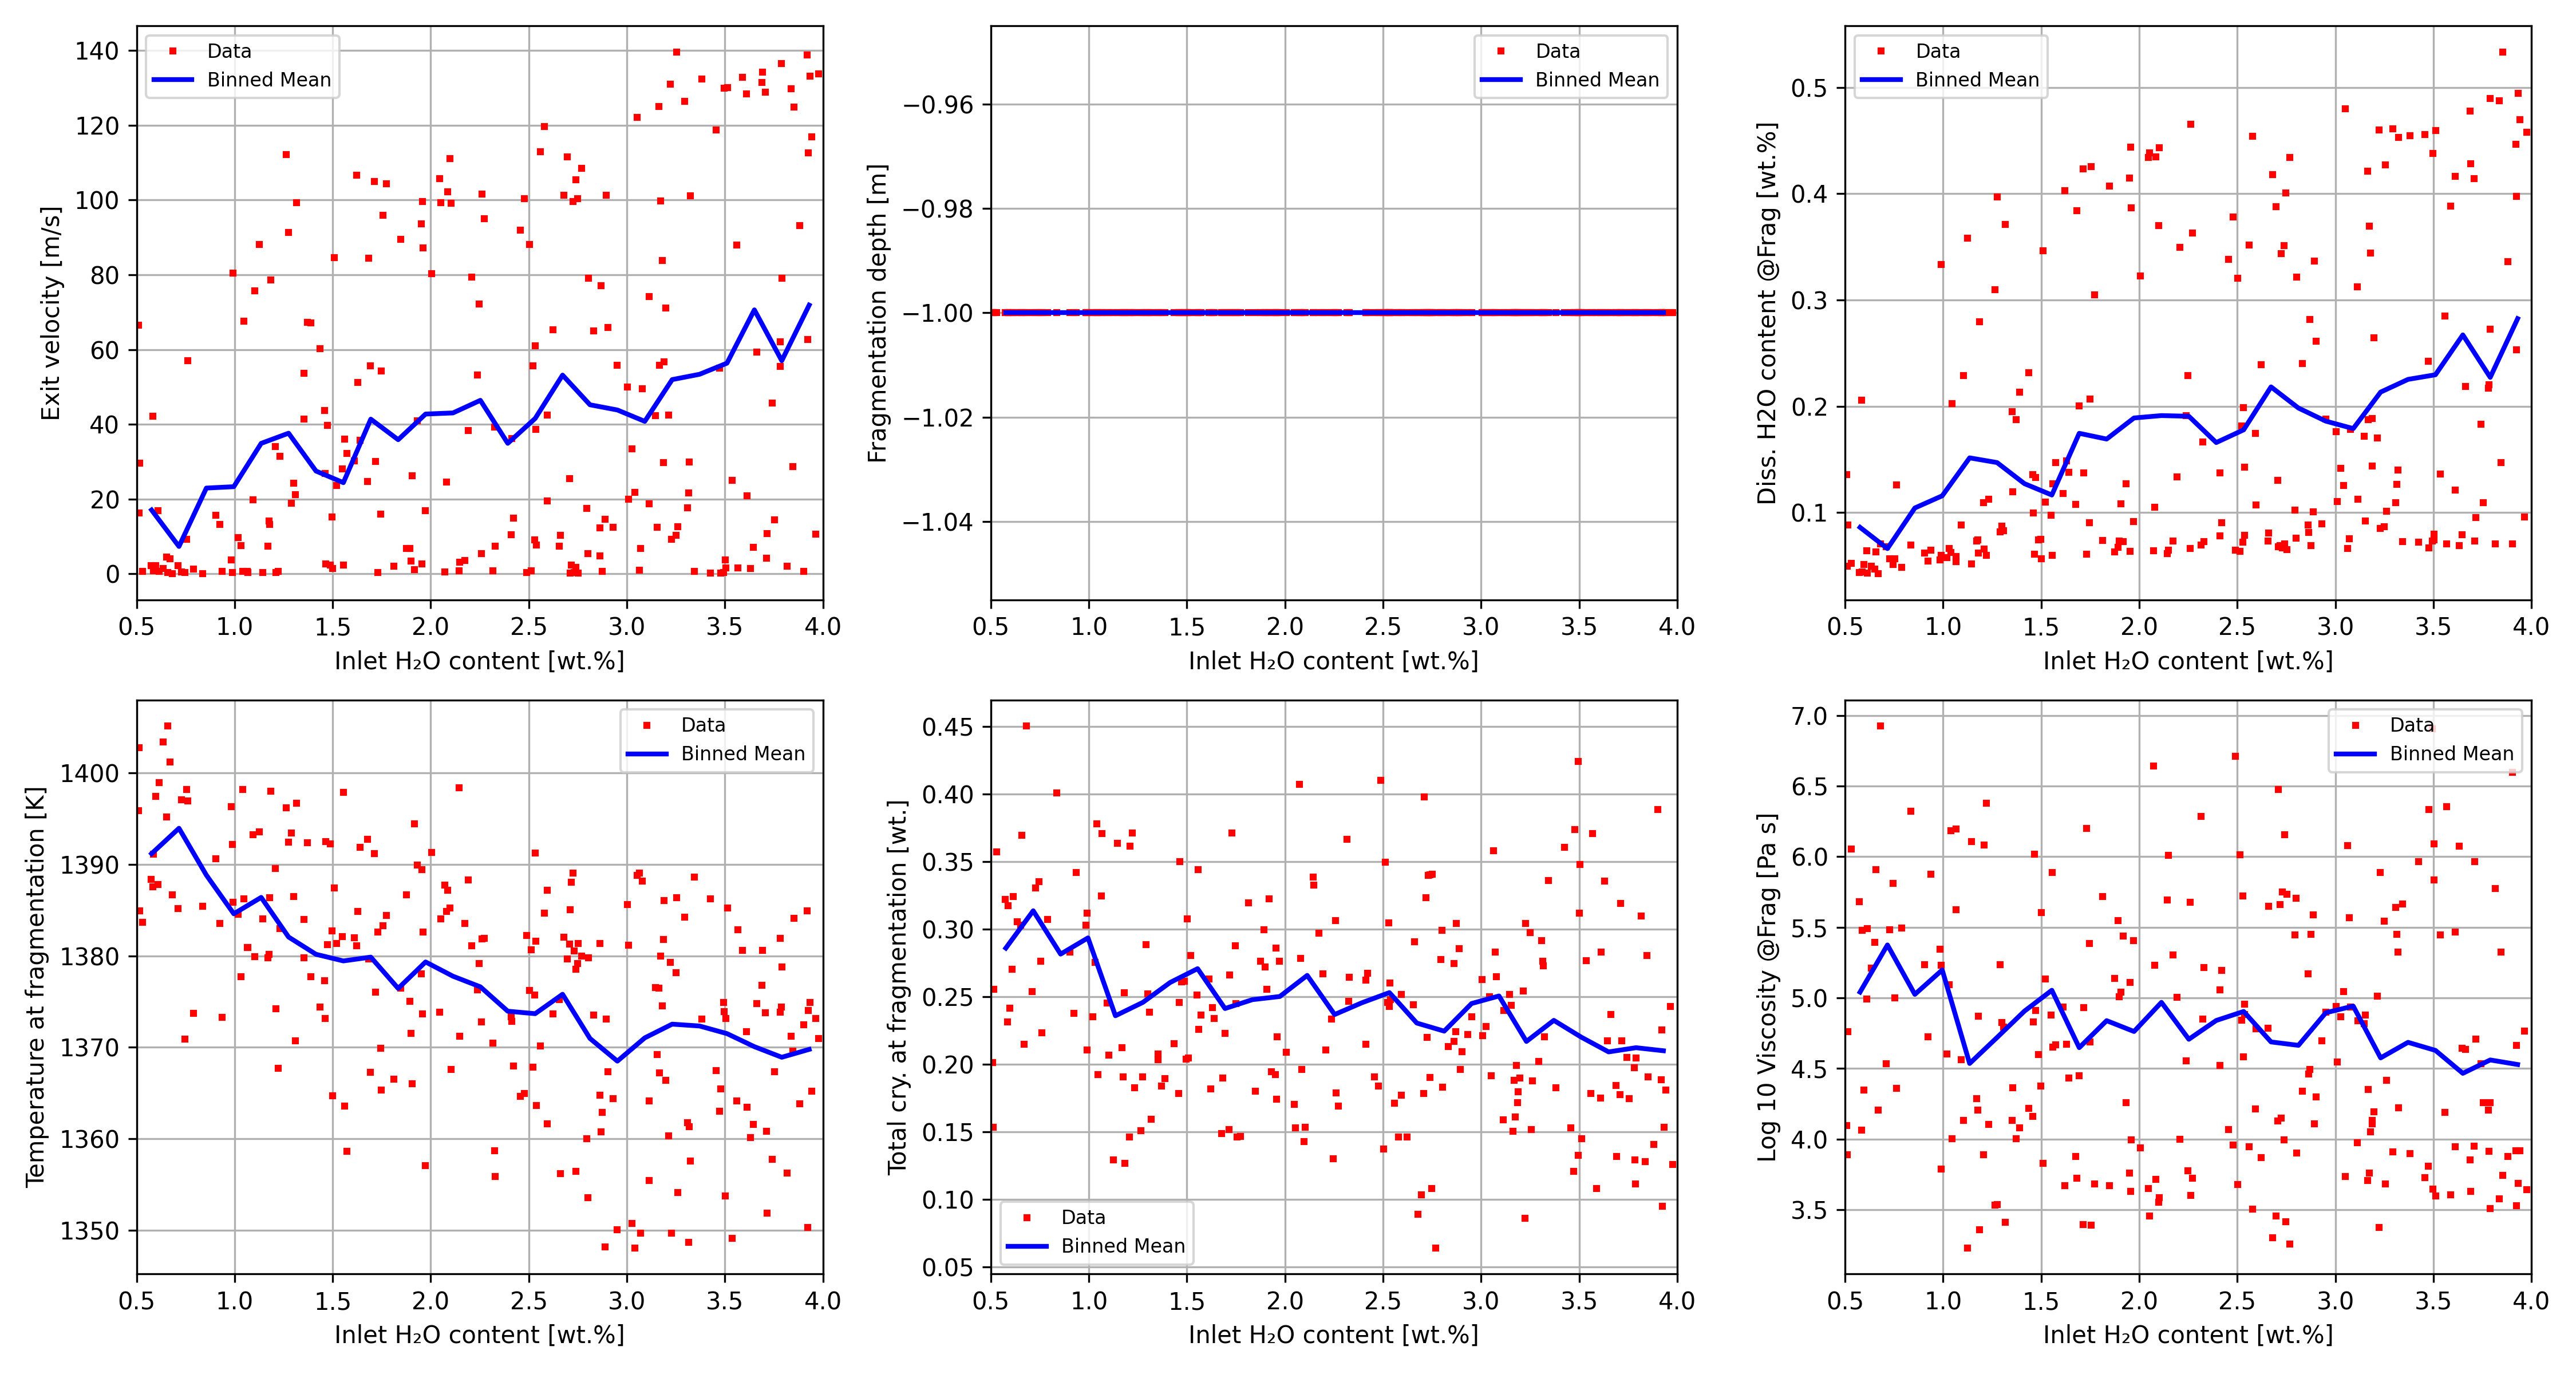 140
120
100
80
60
40
20
0
Exit velocity [m/s]
Data
Binned Mean
0.5 1.0 1.5 2.0 2.5 3.0 3.5 4.0
Inlet H₂O content [wt.%]
−0.96
−0.98
−1.00
−1.02
−1.04
Fragmentation depth [m]
Data
Binned Mean
0.5 1.0 1.5 2.0 2.5 3.0 3.5 4.0
Inlet H₂O content [wt.%]
0.5
0.4
0.3
0.2
0.1
Diss. H2O content @Frag [wt.%]
Data
Binned Mean
0.5 1.0 1.5 2.0 2.5 3.0 3.5 4.0
Inlet H₂O content [wt.%]
1400
1390
1380
1370
1360
1350
Temperature at fragmentation [K]
Data
Binned Mean
0.5 1.0 1.5 2.0 2.5 3.0 3.5 4.0
Inlet H₂O content [wt.%]
0.45
0.40
0.35
0.30
0.25
0.20
0.15
0.10
0.05
Total cry. at fragmentation [wt.]
Data
Binned Mean
0.5 1.0 1.5 2.0 2.5 3.0 3.5 4.0
Inlet H₂O content [wt.%]
7.0
6.5
6.0
5.5
5.0
4.5
4.0
3.5
Log 10 Viscosity @Frag [Pa s]
Data
Binned Mean
0.5 1.0 1.5 2.0 2.5 3.0 3.5 4.0
Inlet H₂O content [wt.%]